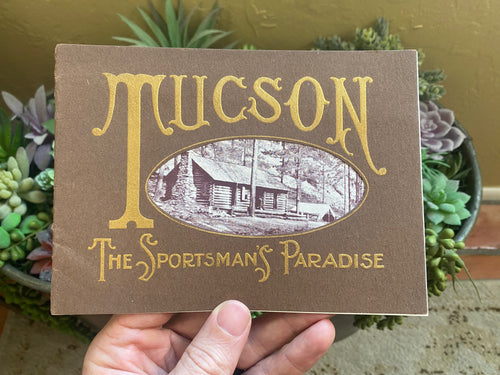 TUCSON
THE SPORTSMAN'S PARADISE